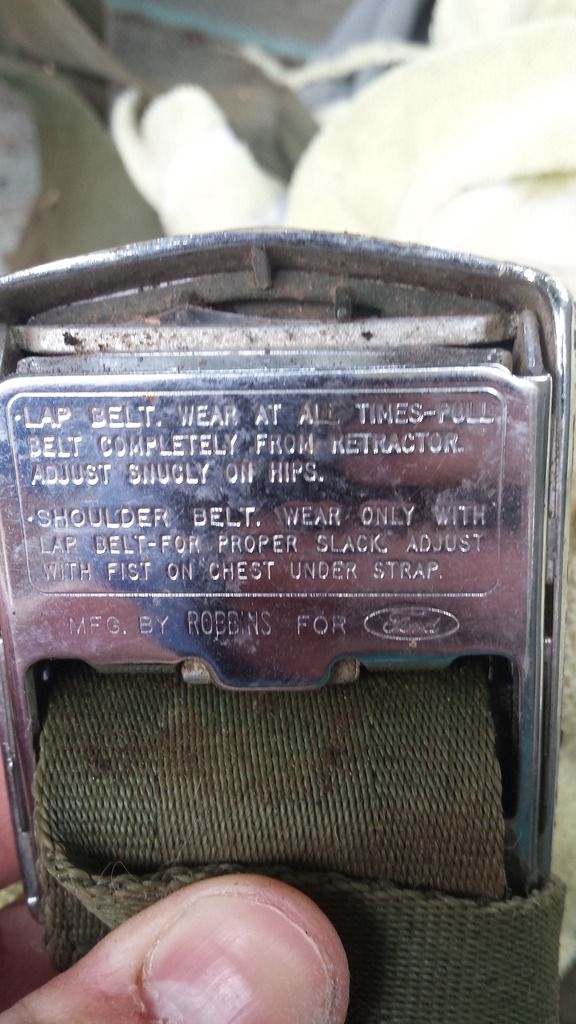 ·LAP BELT. WEAR AT ALL TIMES-PULL
BELT COMPLETELY FROM RETRACTOR.
ADJUST SNUGLY ON HIPS.
·SHOULDER BELT. WEAR ONLY WITH
LAP BELT-FOR PROPER SLACK, ADJUST
WITH FIST ON CHEST UNDER STRAP.
MFG. BY ROBBINS FOR Ford